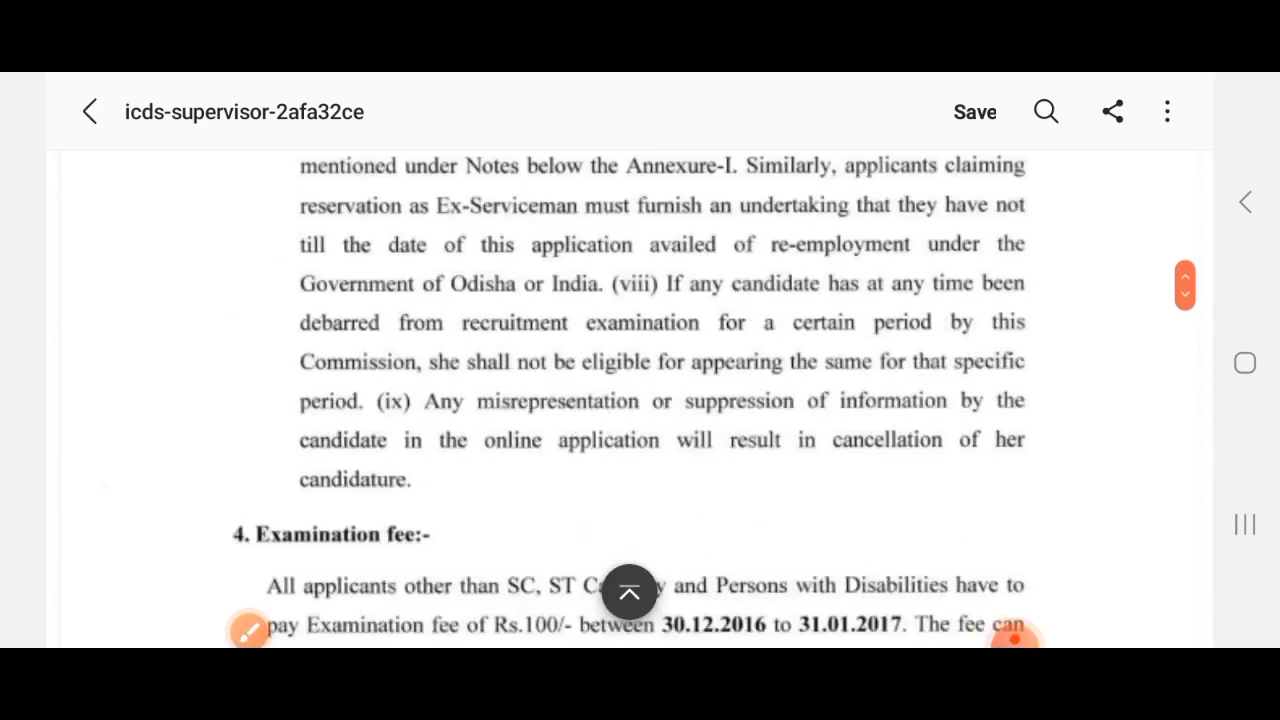 icds-supervisor-2afa32ce
Save
mentioned under Notes below the Annexure-I. Similarly, applicants claiming
reservation as Ex-Serviceman must furnish an undertaking that they have not
till the date of this application availed of re-employment under the
Government of Odisha or India. (viii) If any candidate has at any time been
debarred from recruitment examination for a certain period by this
Commission, she shall not be eligible for appearing the same for that specific
period. (ix) Any misrepresentation or suppression of information by the
candidate in the online application will result in cancellation of her
candidature.
4. Examination fee:-
All applicants other than SC, ST and Persons with Disabilities have to
pay Examination fee of Rs.100/- between 30.12.2016 to 31.01.2017. The fee can